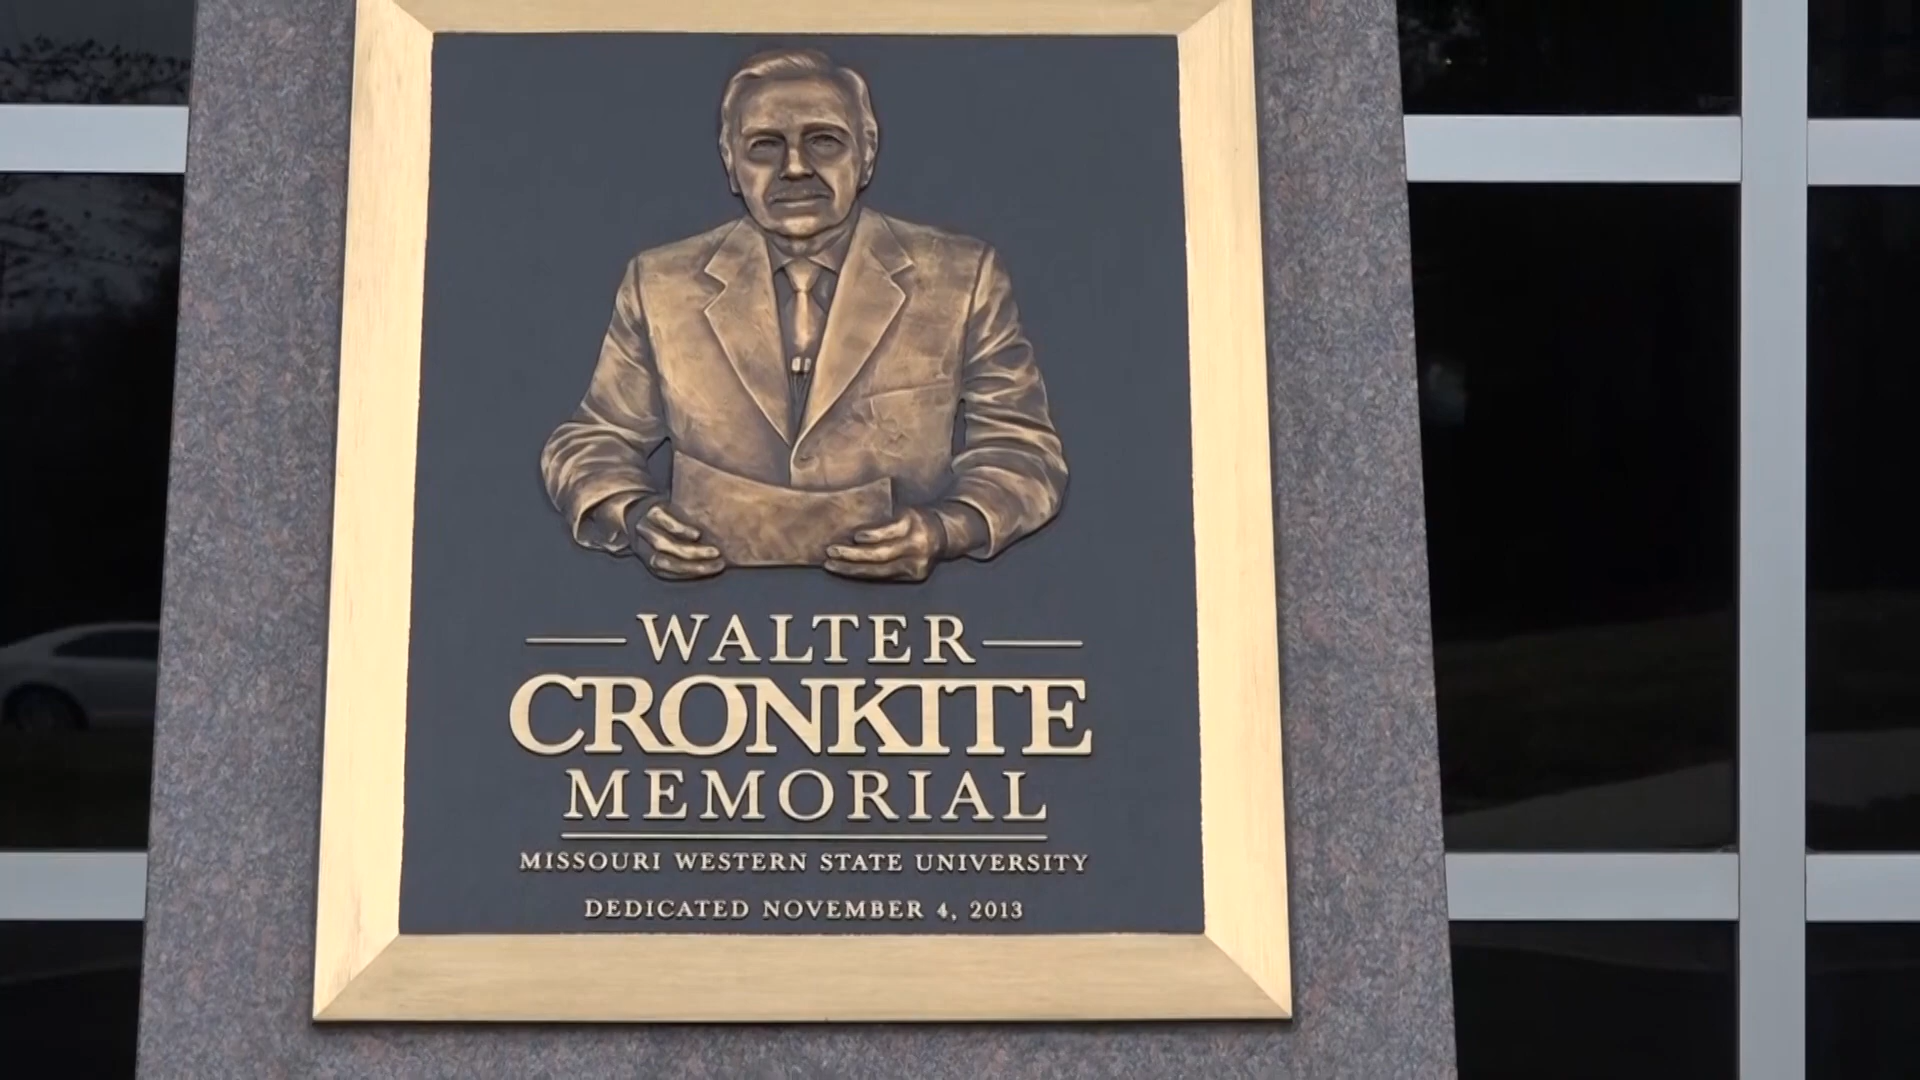 WALTER
CRONKITE
MEMORIAL
MISSOURI WESTERN STATE UNIVERSITY
DEDICATED NOVEMBER 4, 2013